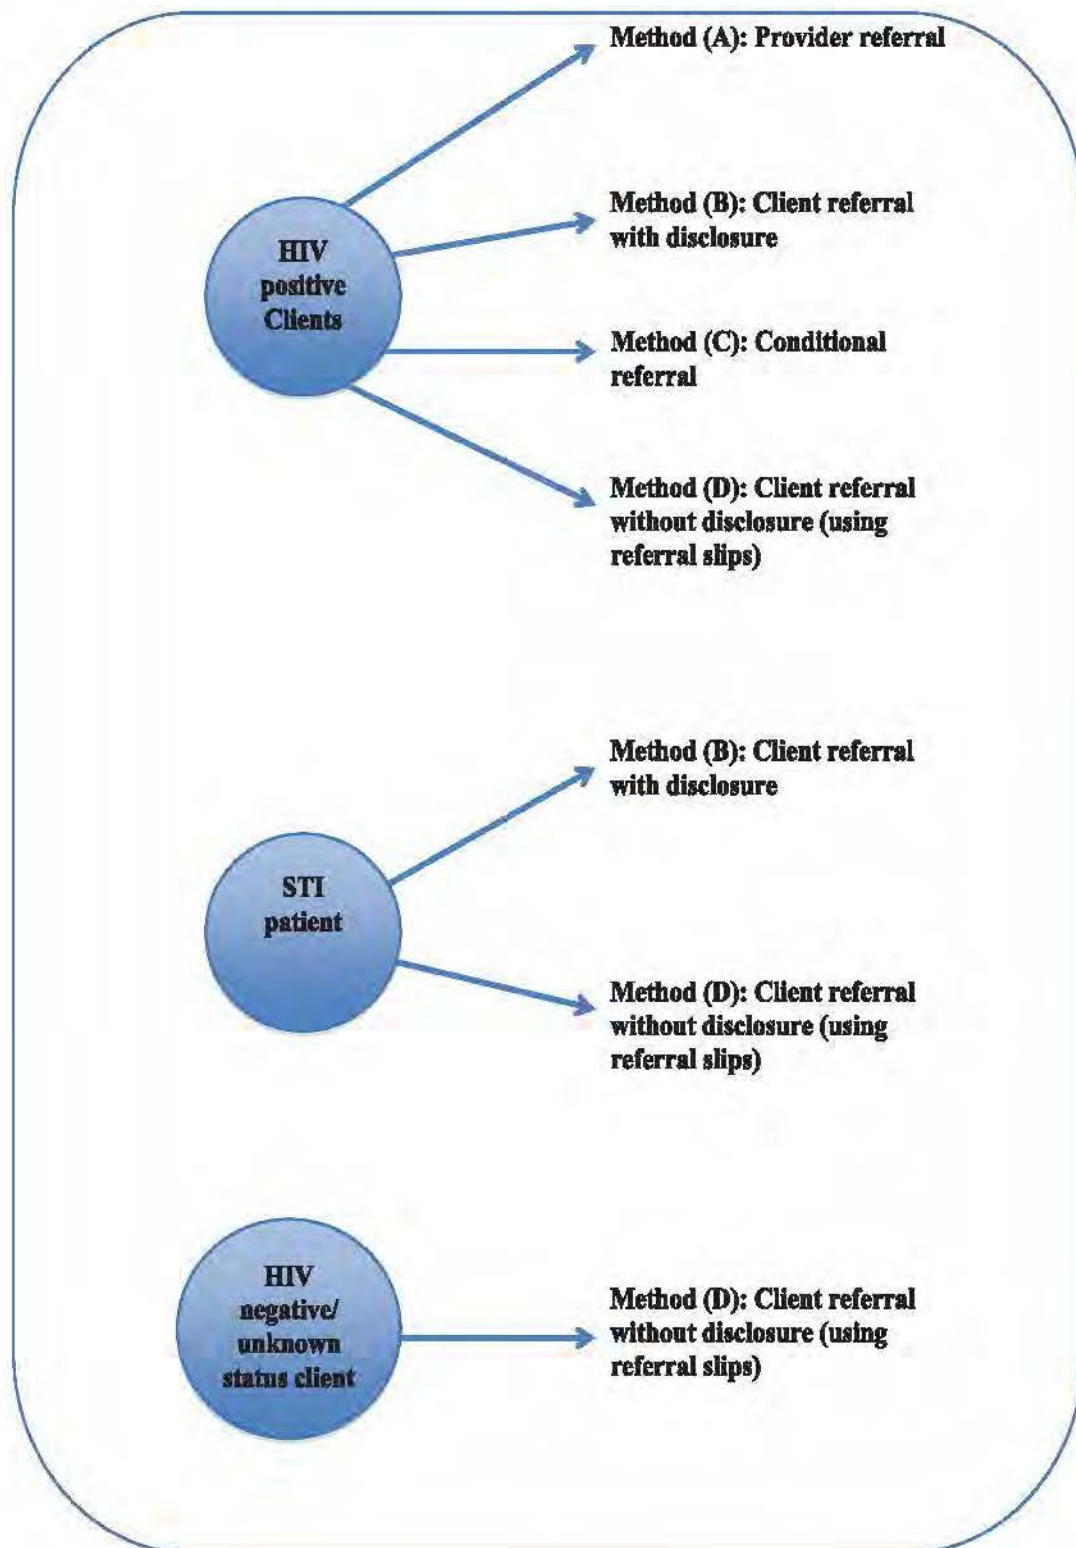 Method (A): Provider referral
HIV
positive
Clients
Method (B): Client referral
with disclosure
Method (C): Conditional
referral
Method (D): Client referral
without disclosure (using
referral slips)
STI
patient
Method (B): Client referral
with disclosure
Method (D): Client referral
without disclosure (using
referral slips)
HIV
negative/
unknown
status client
Method (D): Client referral
without disclosure (using
referral slips)